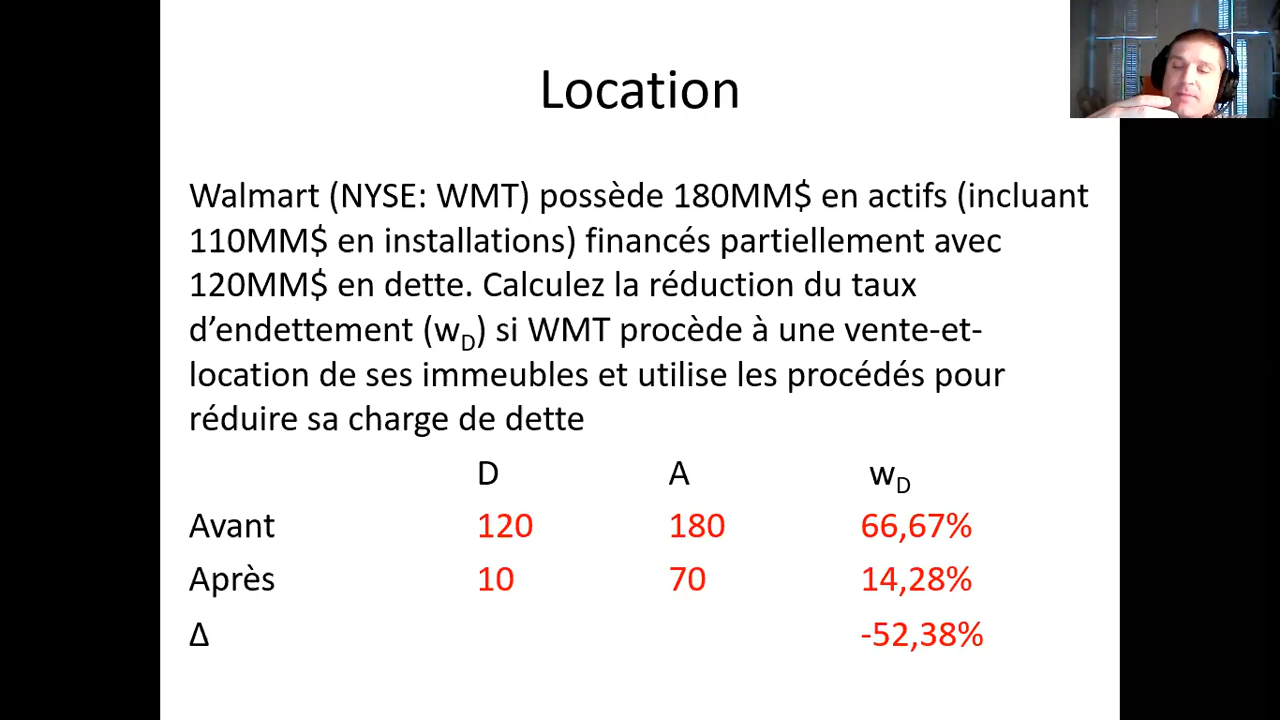 Location
Walmart (NYSE: WMT) possède 180MM$ en actifs (incluant
110MM$ en installations) financés partiellement avec
120MM$ en dette. Calculez la réduction du taux
d’endettement (wD) si WMT procède à une vente-et-
location de ses immeubles et utilise les procédés pour
réduire sa charge de dette
D A wD
Avant 120 180 66,67%
Après 10 70 14,28%
Δ -52,38%